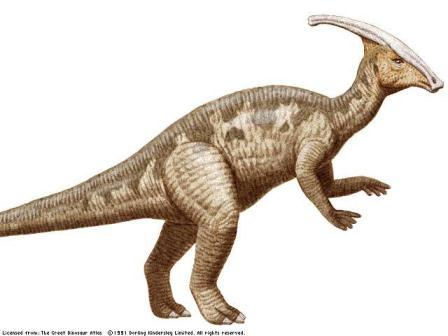 Licensed from: The Great Dinosaur Atlas ©1991 Dorling Kindersley Limited. All rights reserved.